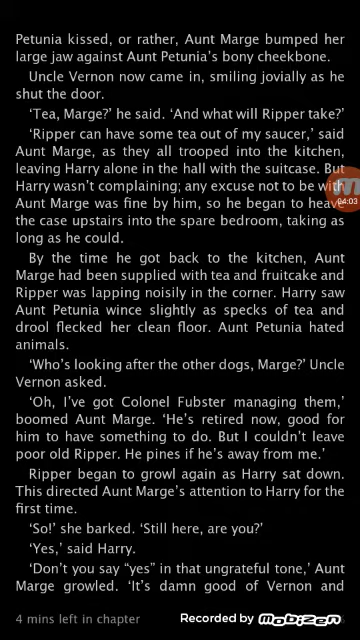 Petunia kissed, or rather, Aunt Marge bumped her
large jaw against Aunt Petunia's bony cheekbone.
Uncle Vernon now came in, smiling jovially as he
shut the door.
‘Tea, Marge?’ he said. ‘And what will Ripper take?’
‘Ripper can have some tea out of my saucer,’ said
Aunt Marge, as they all trooped into the kitchen,
leaving Harry alone in the hall with the suitcase. But
Harry wasn’t complaining; any excuse not to be with
Aunt Marge was fine by him, so he began to heave
04:03
the case upstairs into the spare bedroom, taking as
long as he could.
By the time he got back to the kitchen, Aunt
Marge had been supplied with tea and fruitcake and
Ripper was lapping noisily in the corner. Harry saw
Aunt Petunia wince slightly as specks of tea and
drool flecked her clean floor. Aunt Petunia hated
animals.
‘Who’s looking after the other dogs, Marge?’ Uncle
Vernon asked.
‘Oh, I’ve got Colonel Fubster managing them,’
boomed Aunt Marge. ‘He’s retired now, good for
him to have something to do. But I couldn’t leave
poor old Ripper. He pines if he’s away from me.’
Ripper began to growl again as Harry sat down.
This directed Aunt Marge’s attention to Harry for the
first time.
‘So!’ she barked. ‘Still here, are you?’
‘Yes,’ said Harry.
‘Don’t you say “yes” in that ungrateful tone,’ Aunt
Marge growled. ‘It’s damn good of Vernon and
4 mins left in chapter
Recorded by Mobizen